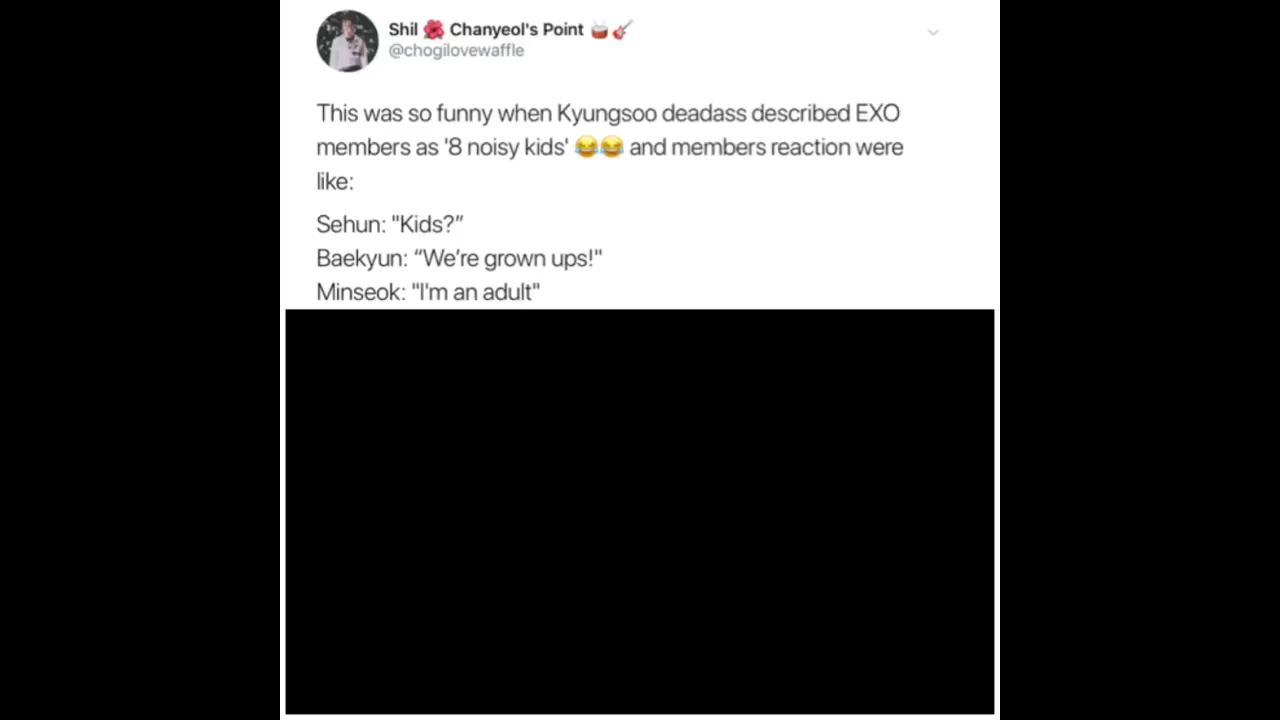 Shil 🌺 Chanyeol's Point 🥁🎸
@chogilovewaffle
This was so funny when Kyungsoo deadass described EXO
members as '8 noisy kids' 😂😂 and members reaction were
like:
Sehun: "Kids?”
Baekyun: “We’re grown ups!"
Minseok: "I'm an adult"